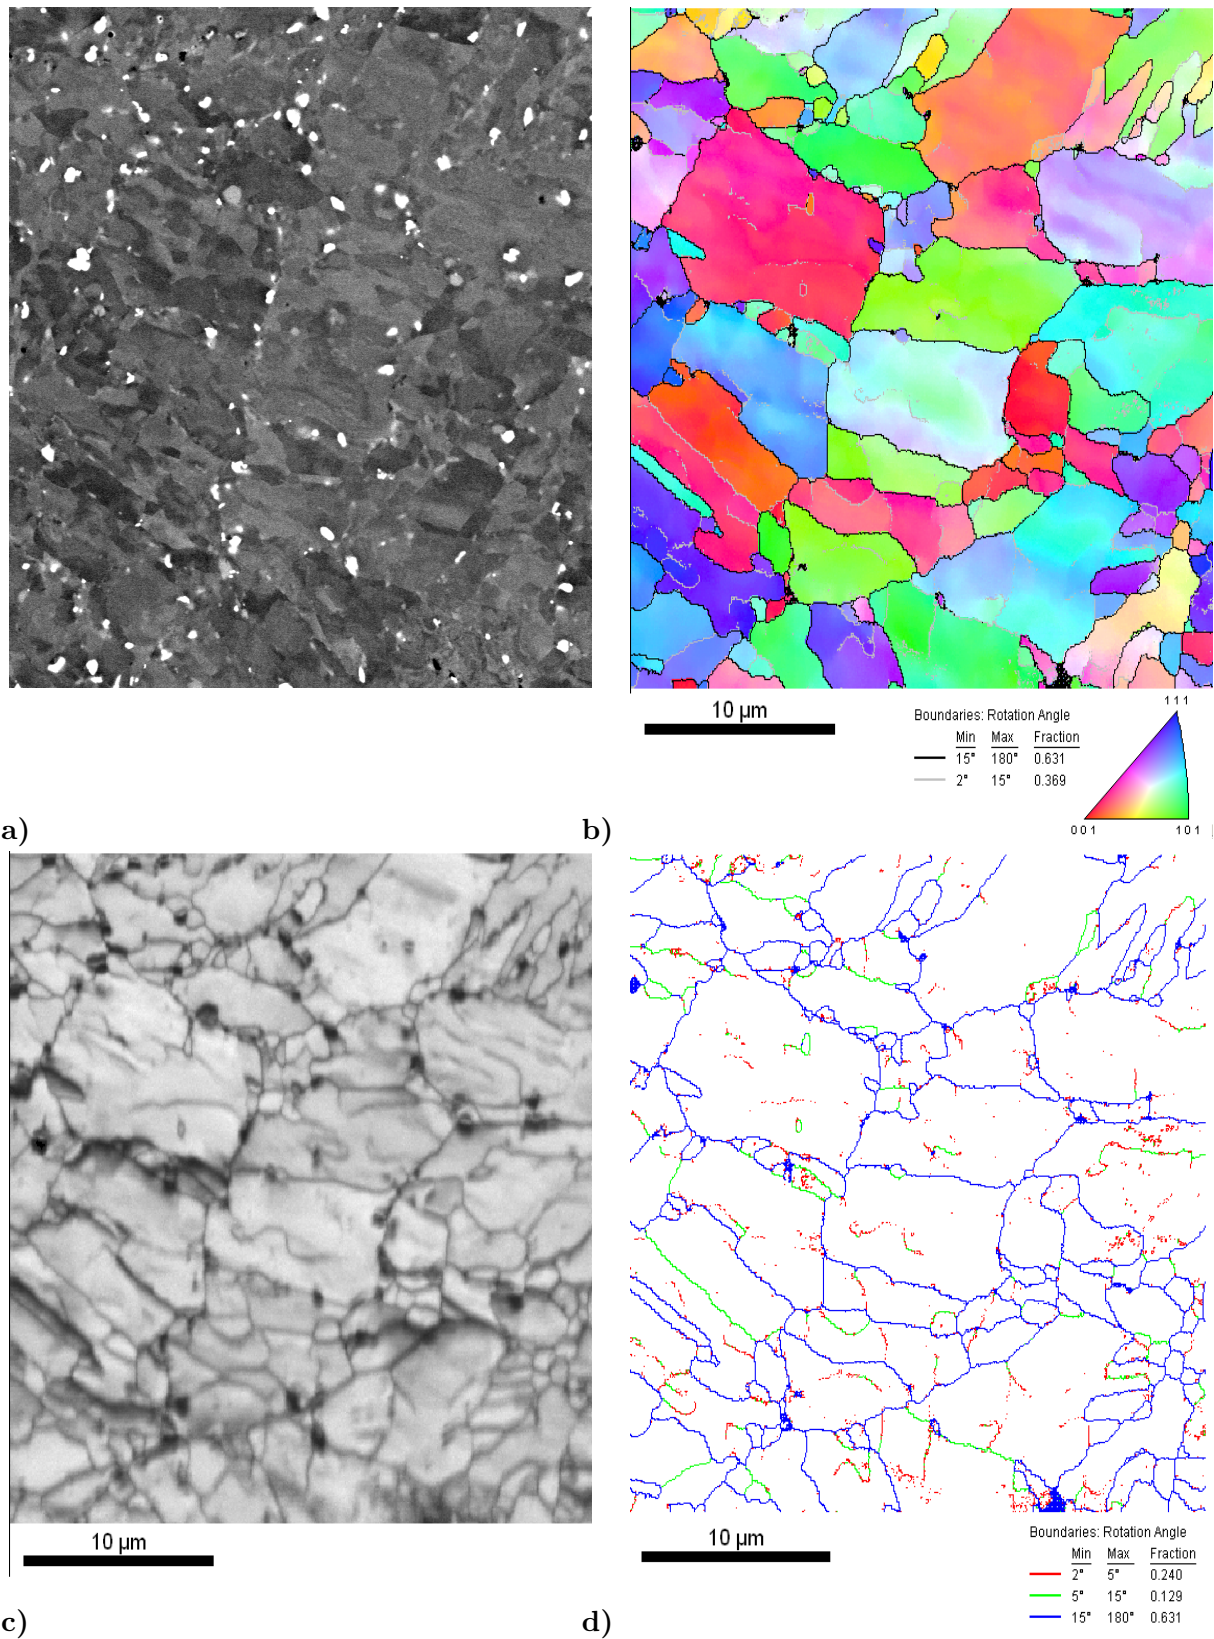 10 µm
Boundaries: Rotation Angle
Min Max Fraction
15° 180° 0.631
2° 15° 0.369
1 1 1
0 0 1 1 0 1
a) b)
10 µm
10 µm
Boundaries: Rotation Angle
Min Max Fraction
2° 5° 0.240
5° 15° 0.129
15° 180° 0.631
c) d)